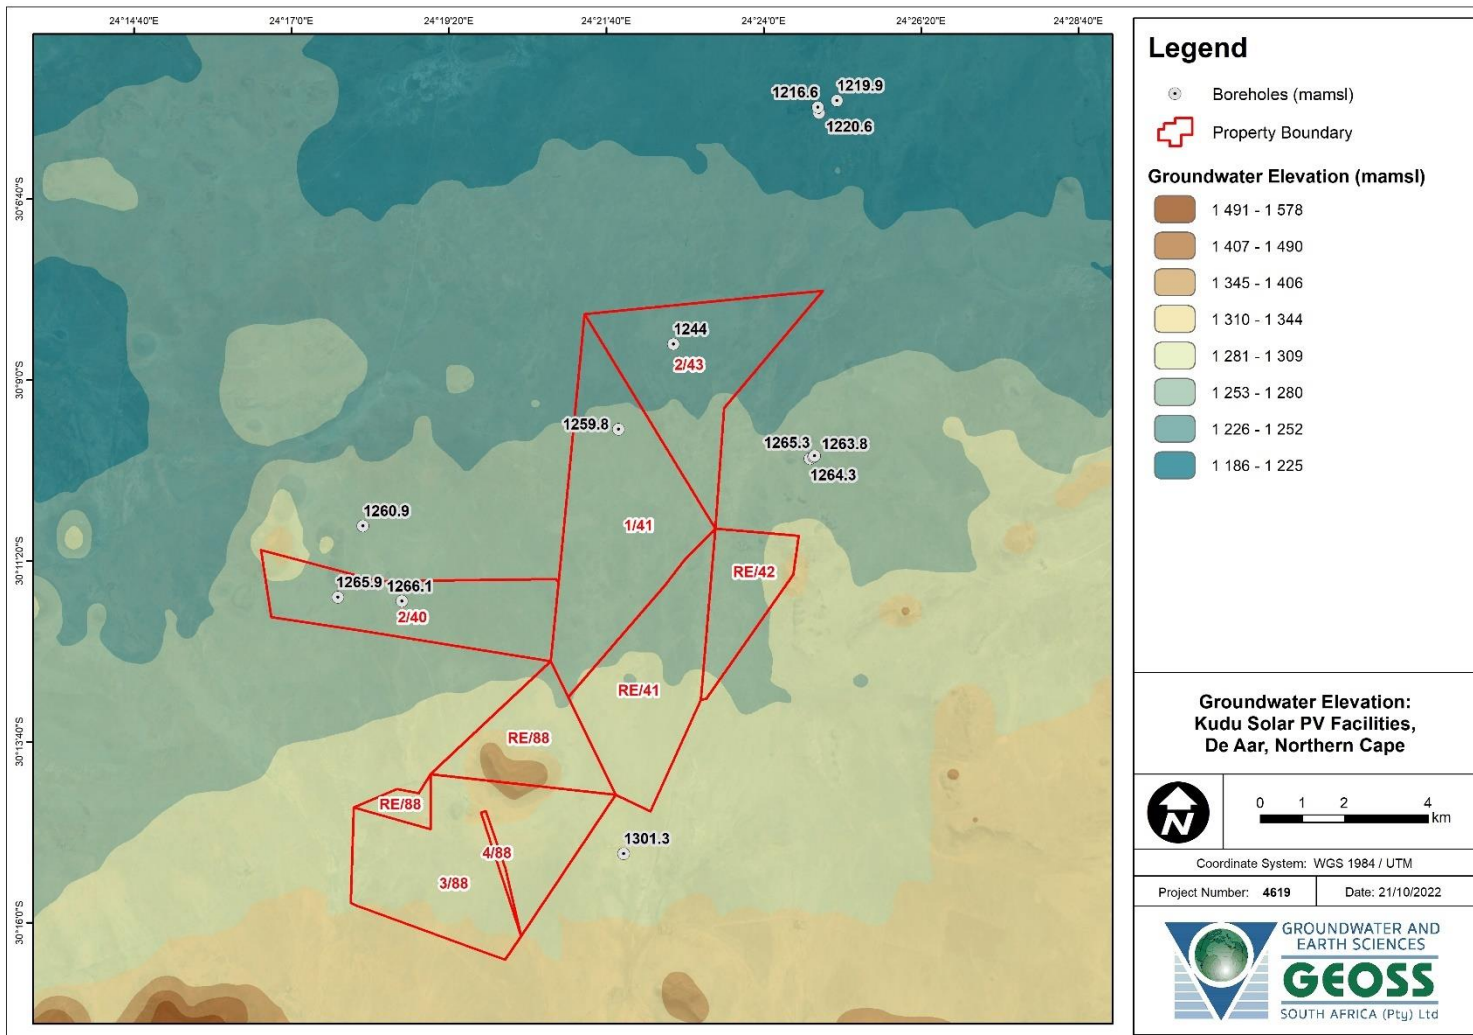 24°14'40"E
24°17'0"E
24°19'20"E
24°21'40"E
24°24'0"E
24°26'20"E
24°28'40"E
30°6'40"S
30°9'0"S
30°11'20"S
30°13'40"S
30°16'0"S
1216.6
1219.9
1220.6
1244
2/43
1259.8
1265.3
1263.8
1264.3
1260.9
1/41
1265.9
1266.1
2/40
RE/42
RE/41
RE/88
RE/88
4/88
3/88
1301.3
Legend
Boreholes (mamsl)
Property Boundary
Groundwater Elevation (mamsl)
1 491 - 1 578
1 407 - 1 490
1 345 - 1 406
1 310 - 1 344
1 281 - 1 309
1 253 - 1 280
1 226 - 1 252
1 186 - 1 225
Groundwater Elevation:
Kudu Solar PV Facilities,
De Aar, Northern Cape
N
0 1 2 4
km
Coordinate System: WGS 1984 / UTM
Project Number: 4619
Date: 21/10/2022
GROUNDWATER AND
EARTH SCIENCES
GEOSS
SOUTH AFRICA (Pty) Ltd